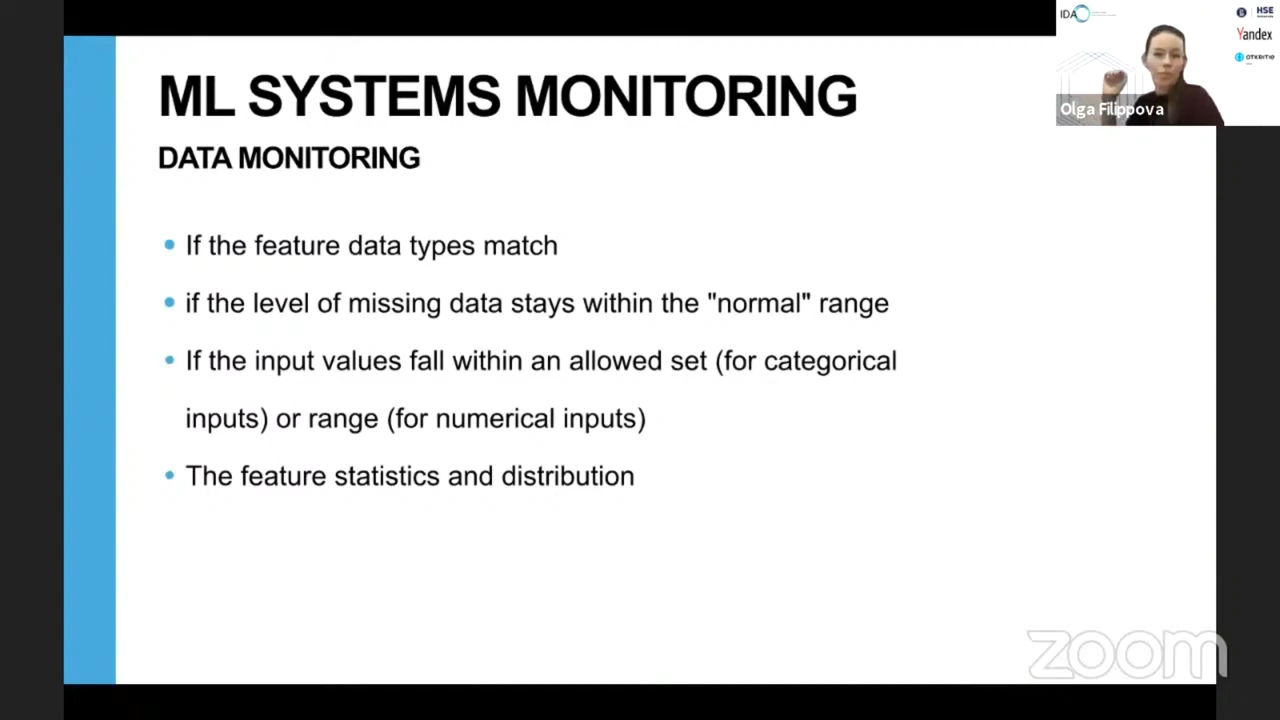 ML SYSTEMS MONITORING
DATA MONITORING
If the feature data types match
if the level of missing data stays within the "normal" range
If the input values fall within an allowed set (for categorical
inputs) or range (for numerical inputs)
The feature statistics and distribution
IDA
HSE
Yandex
OTKRITIE
Olga Filippova
zoom